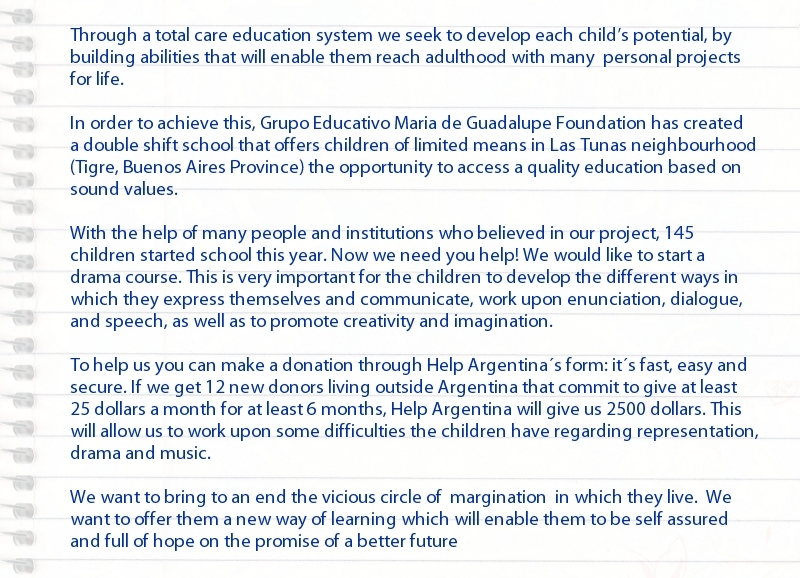 Through a total care education system we seek to develop each child's potential, by
building abilities that will enable them reach adulthood with many  personal projects
for life.
In order to achieve this, Grupo Educativo Maria de Guadalupe Foundation has created
a double shift school that offers children of limited means in Las Tunas neighbourhood
(Tigre, Buenos Aires Province) the opportunity to access a quality education based on
sound values.
With the help of many people and institutions who believed in our project, 145
children started school this year. Now we need you help! We would like to start a
drama course. This is very important for the children to develop the different ways in
which they express themselves and communicate, work upon enunciation, dialogue,
and speech, as well as to promote creativity and imagination.
To help us you can make a donation through Help Argentina´s form: it´s fast, easy and
secure. If we get 12 new donors living outside Argentina that commit to give at least
25 dollars a month for at least 6 months, Help Argentina will give us 2500 dollars. This
will allow us to work upon some difficulties the children have regarding representation,
drama and music.
We want to bring to an end the vicious circle of  margination  in which they live.  We
want to offer them a new way of learning which will enable them to be self assured
and full of hope on the promise of a better future